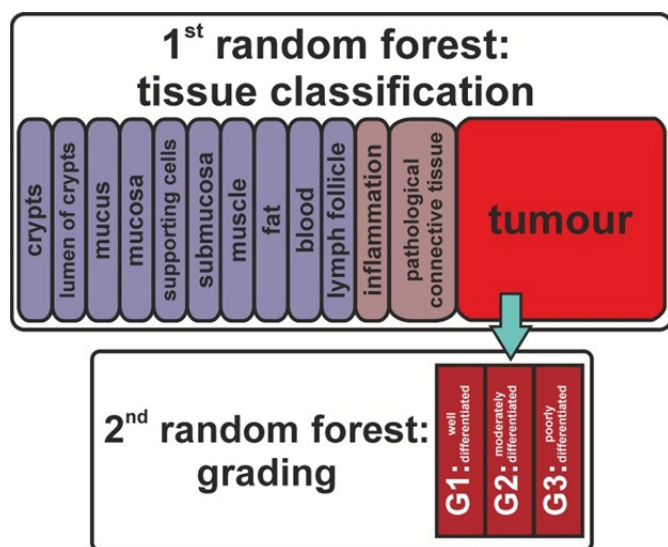 1st random forest:
tissue classification
crypts
lumen of crypts
mucus
mucosa
supporting cells
submucosa
muscle
fat
blood
lymph follicle
inflammation
pathological
connective tissue
tumour
2nd random forest:
grading
G1: well
differentiated
G2: moderately
differentiated
G3: poorly
differentiated